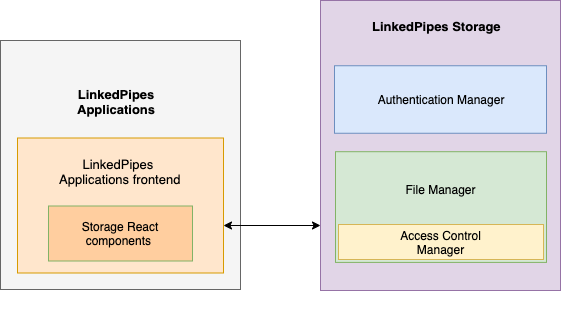 LinkedPipes
Applications
LinkedPipes
Applications frontend
Storage React
components
LinkedPipes Storage
Authentication Manager
File Manager
Access Control
Manager